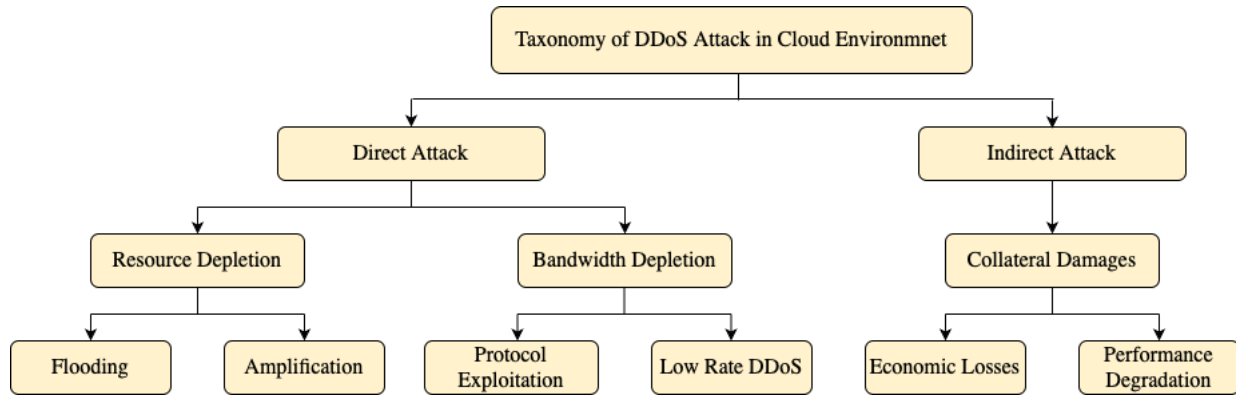 Taxonomy of DDoS Attack in Cloud Environmnet
Direct Attack
Indirect Attack
Resource Depletion
Bandwidth Depletion
Collateral Damages
Flooding
Amplification
Protocol
Exploitation
Low Rate DDoS
Economic Losses
Performance
Degradation